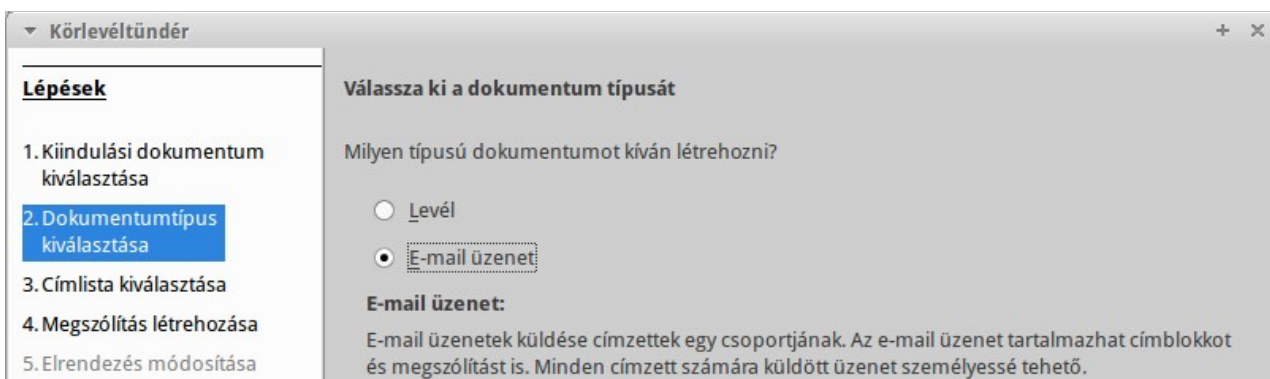 Körlevéltündér
Lépések
1. Kiindulási dokumentum
kiválasztása
2. Dokumentumtípus
kiválasztása
3. Címlista kiválasztása
4. Megszólítás létrehozása
5. Elrendezés módosítása
Válassza ki a dokumentum típusát
Milyen típusú dokumentumot kíván létrehozni?
Levél
E-mail üzenet
E-mail üzenet:
E-mail üzenetek küldése címzettek egy csoportjának. Az e-mail üzenet tartalmazhat címblokkot
és megszólítást is. Minden címzett számára küldött üzenet személyessé tehető.